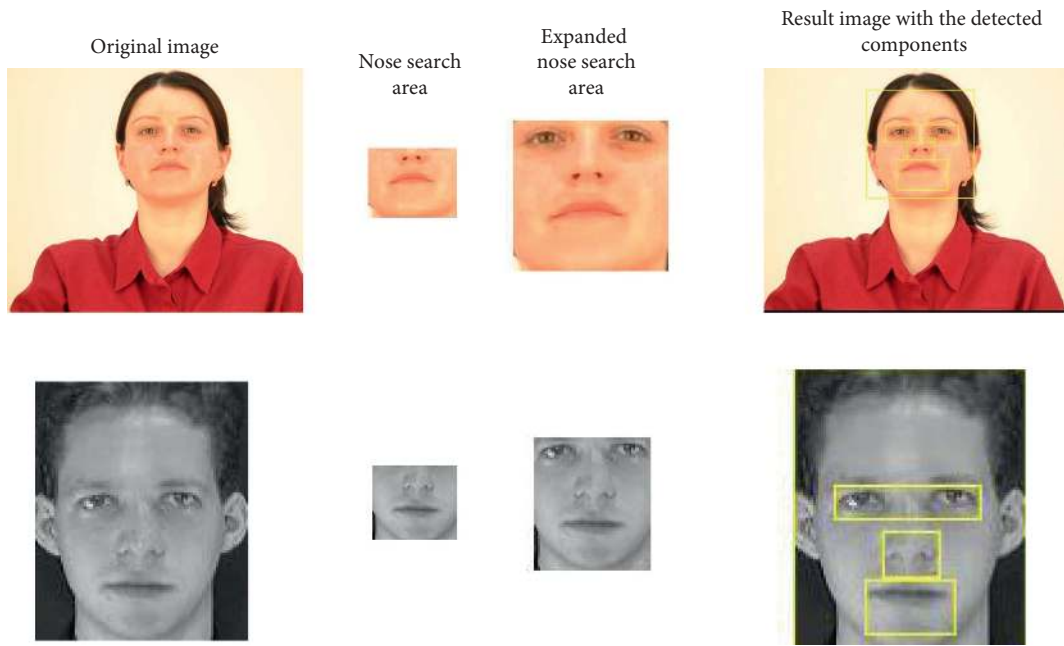 Original image
Nose search
area
Expanded
nose search
area
Result image with the detected
components